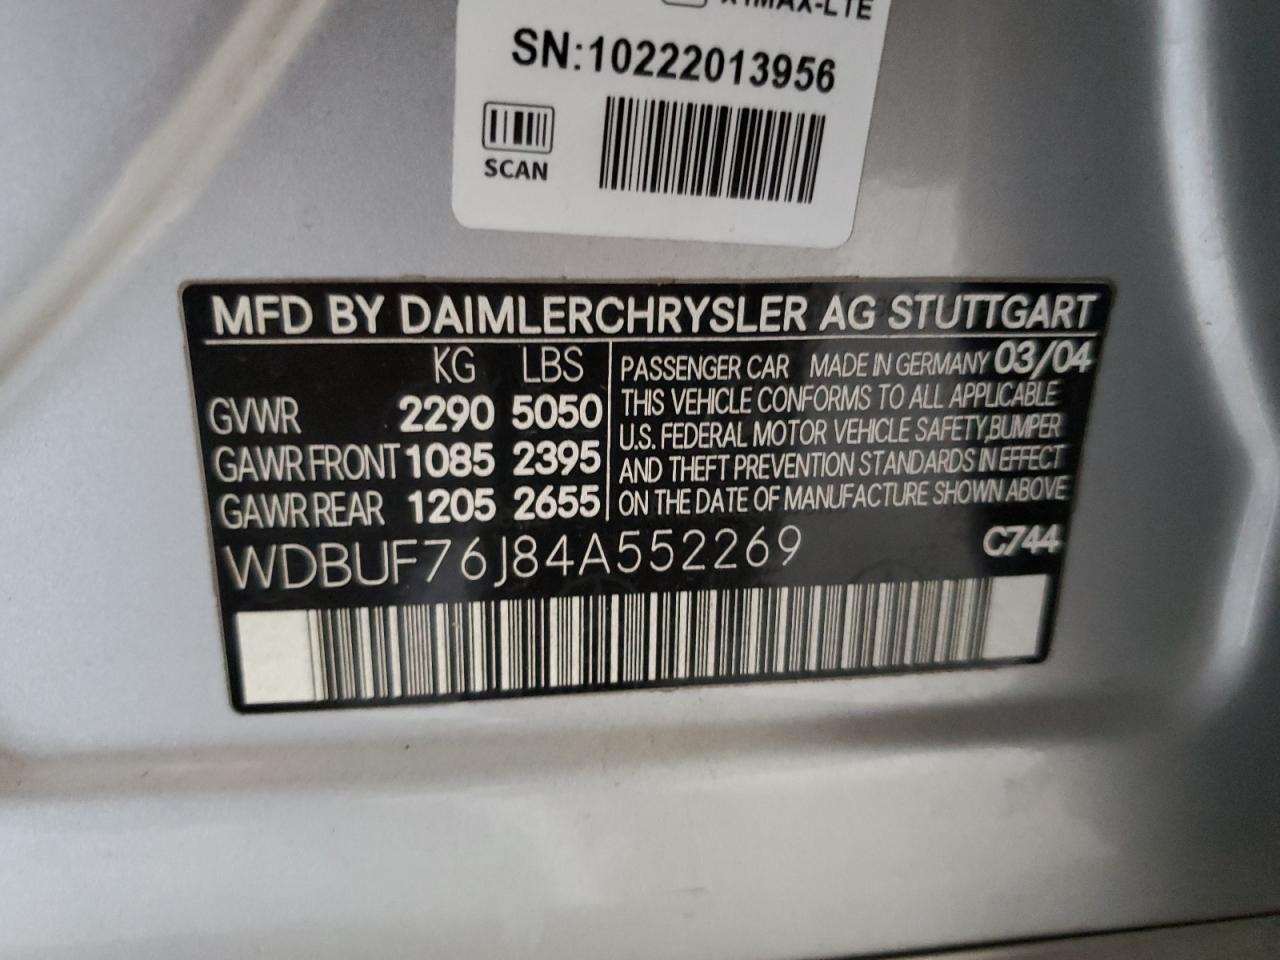 X1MAX-LTE
SN:10222013956
SCAN
MFD BY DAIMLERCHRYSLER AG STUTTGART
KG LBS
GVWR 2290 5050
GAWR FRONT 1085 2395
GAWR REAR 1205 2655
PASSENGER CAR MADE IN GERMANY 03/04
THIS VEHICLE CONFORMS TO ALL APPLICABLE
U.S. FEDERAL MOTOR VEHICLE SAFETY,BUMPER
AND THEFT PREVENTION STANDARDS IN EFFECT
ON THE DATE OF MANUFACTURE SHOWN ABOVE
WDBUF76J84A552269 C744